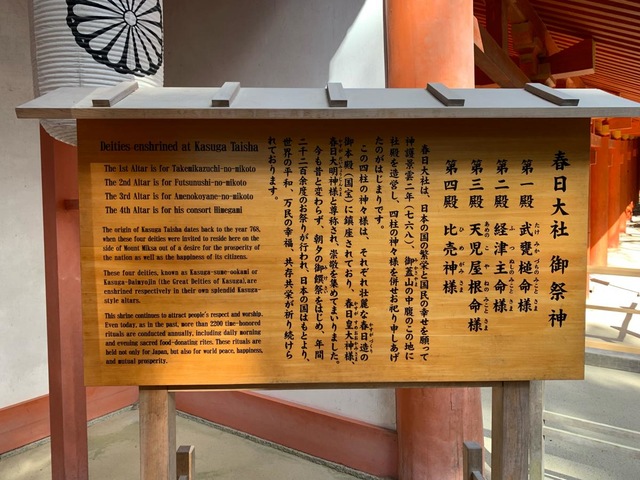 春日大社 御祭神
第一殿 武甕槌命様
第二殿 経津主命様
第三殿 天児屋根命様
第四殿 比売神様
春日大社は、日本の国の繁栄と国民の幸せを願って
神護景雲二年（七六八）、御蓋山の中腹のこの地に
社殿を造営し、四柱の神々様を併せお祀り申しあげ
たのがはじまりです。
この四柱の神々様は、それぞれ壮麗な春日造の
御本殿（国宝）に鎮座されており、春日皇大神様、
春日大明神様と尊称され、崇敬を集めてまいりました。
今も昔と変わらず、朝夕の御饌祭をはじめ、年間
二千二百余度のお祭りが行われ、日本の国はもとより、
世界の平和、万民の幸福、共存共栄が祈り続けら
れております。
Deities enshrined at Kasuga Taisha
The 1st Altar is for Takemikazuchi-no-mikoto
The 2nd Altar is for Futsunushi-no-mikoto
The 3rd Altar is for Amenokoyane-no-mikoto
The 4th Altar is for his consort Himegami
The origin of Kasuga Taisha dates back to the year 768,
when these four deities were invited to reside here on the
side of Mount Mikasa out of a desire for the prosperity of
the nation as well as the happiness of its citizens.
These four deities, known as Kasuga-sume-ookami or
Kasuga-Daimyojin (the Great Deities of Kasuga), are
enshrined respectively in their own splendid Kasuga-
style altars.
This shrine continues to attract people's respect and worship.
Even today, as in the past, more than 2200 time-honored
rituals are conducted annually, including daily morning
and evening sacred food-donating rites. These rituals are
held not only for Japan, but also for world peace, happiness,
and mutual prosperity.